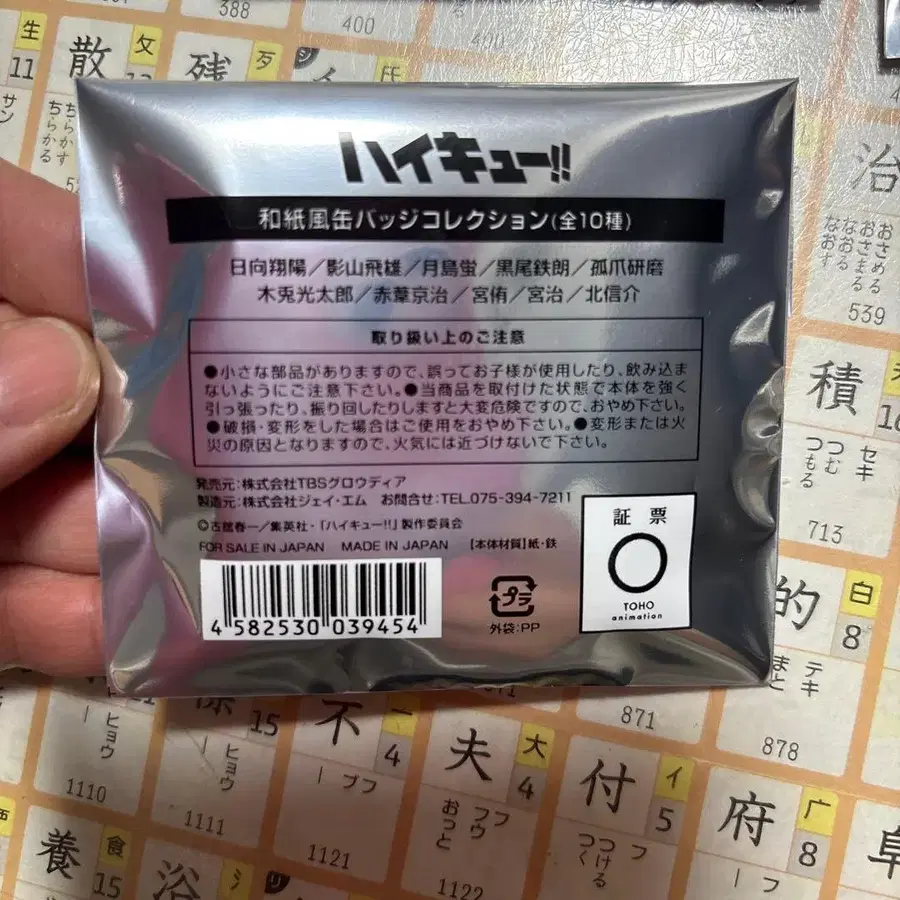 ハイキュー!!
和紙風缶バッジコレクション(全10種)
日向翔陽／影山飛雄／月島蛍／黒尾鉄朗／孤爪研磨
木兎光太郎／赤葦京治／宮侑／宮治／北信介
取り扱い上のご注意
●小さな部品がありますので、誤ってお子様が使用したり、飲み込ま
ないようにご注意下さい。●当商品を取付けた状態で本体を強く
引っ張ったり、振り回したりしますと大変危険ですので、おやめ下さい。
●破損・変形をした場合はご使用をおやめ下さい。●変形または火
災の原因となりますので、火気には近づけないで下さい。
発売元:株式会社TBSグロウディア
製造元:株式会社ジェイ・エム　お問合せ:TEL.075-394-7211
©古舘春一／集英社・「ハイキュー!!」製作委員会
FOR SALE IN JAPAN　MADE IN JAPAN　【本体材質】紙・鉄
4 582530 039454
プラ
外袋:PP
証票
TOHO
animation
400
400
生
11
サン
散
攵
ちらかす
ちらかる
残
歹
氏
治
おさめる
おさまる
なおる
なおす
539
積
セキ
つむ
つもる
713
的
白
8
テキ
まと
878
871
ヒョウ
1110
15
ヒョウ
1111
不
一
4
フ
ブ
1121
夫
大
4
フ
フウ
おっと
1122
付
イ
5
フ
つける
つく
府
广
8
フ
養
食
15
浴
シ